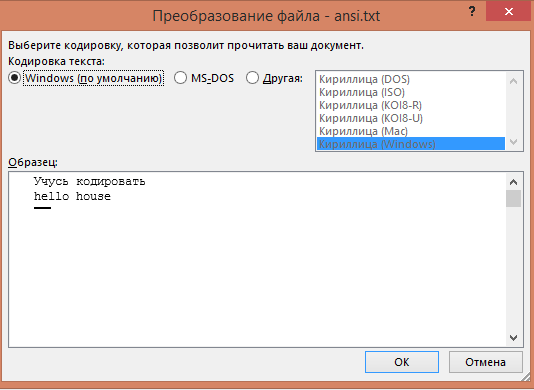 Преобразование файла - ansi.txt
? ×
Выберите кодировку, которая позволит прочитать ваш документ.
Кодировка текста:
Windows (по умолчанию) MS-DOS Другая:
Кириллица (DOS)
Кириллица (ISO)
Кириллица (KOI8-R)
Кириллица (KOI8-U)
Кириллица (Mac)
Кириллица (Windows)
Образец:
Учусь кодировать
hello house
ОК Отмена